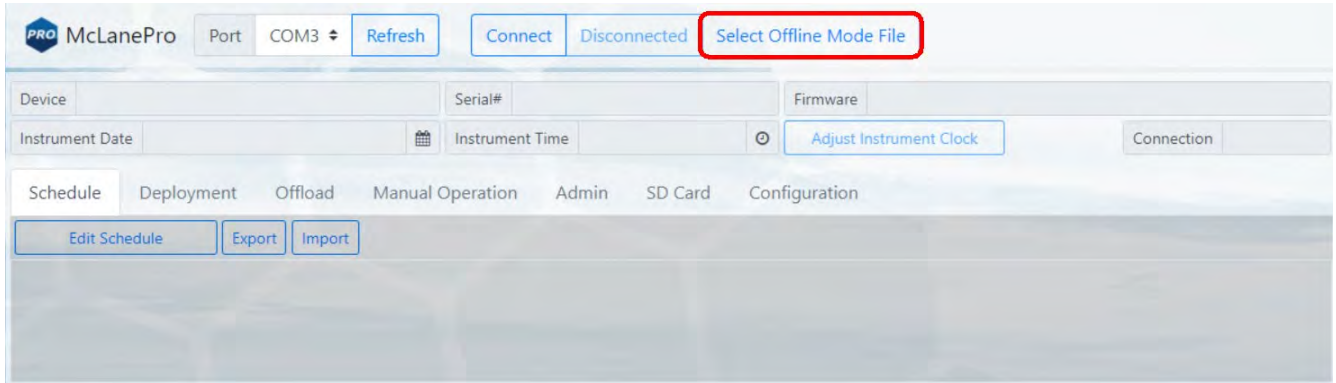 PRO McLanePro Port COM3 Refresh Connect Disconnected Select Offline Mode File
Device Serial# Firmware
Instrument Date Instrument Time Adjust Instrument Clock Connection
Schedule Deployment Offload Manual Operation Admin SD Card Configuration
Edit Schedule Export Import